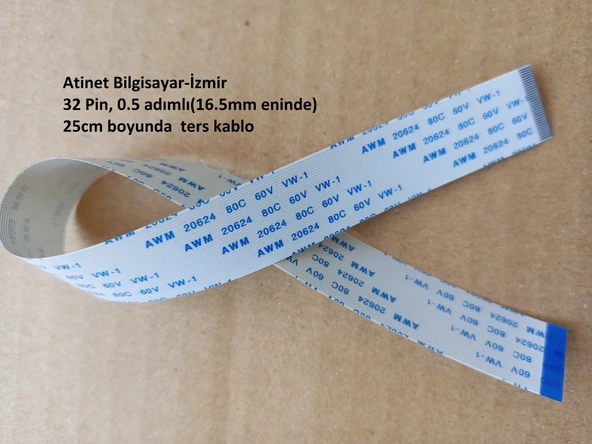 Atinet Bilgisayar-İzmir
32 Pin, 0.5 adımlı(16.5mm eninde)
25cm boyunda ters kablo
AWM 20624 80C 60V VW-1
AWM 20624 80C 60V VW-1
AWM 20624 80C 60V VW-1
AWM 20624 80C 60V VW-1